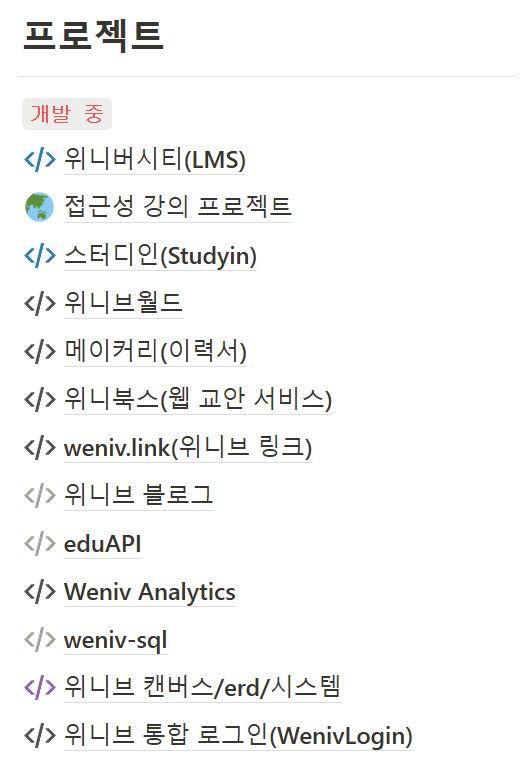 프로젝트
개발 중
위니버시티(LMS)
접근성 강의 프로젝트
스터디인(Studyin)
위니브월드
메이커리(이력서)
위니북스(웹 교안 서비스)
weniv.link(위니브 링크)
위니브 블로그
eduAPI
Weniv Analytics
weniv-sql
위니브 캔버스/erd/시스템
위니브 통합 로그인(WenivLogin)